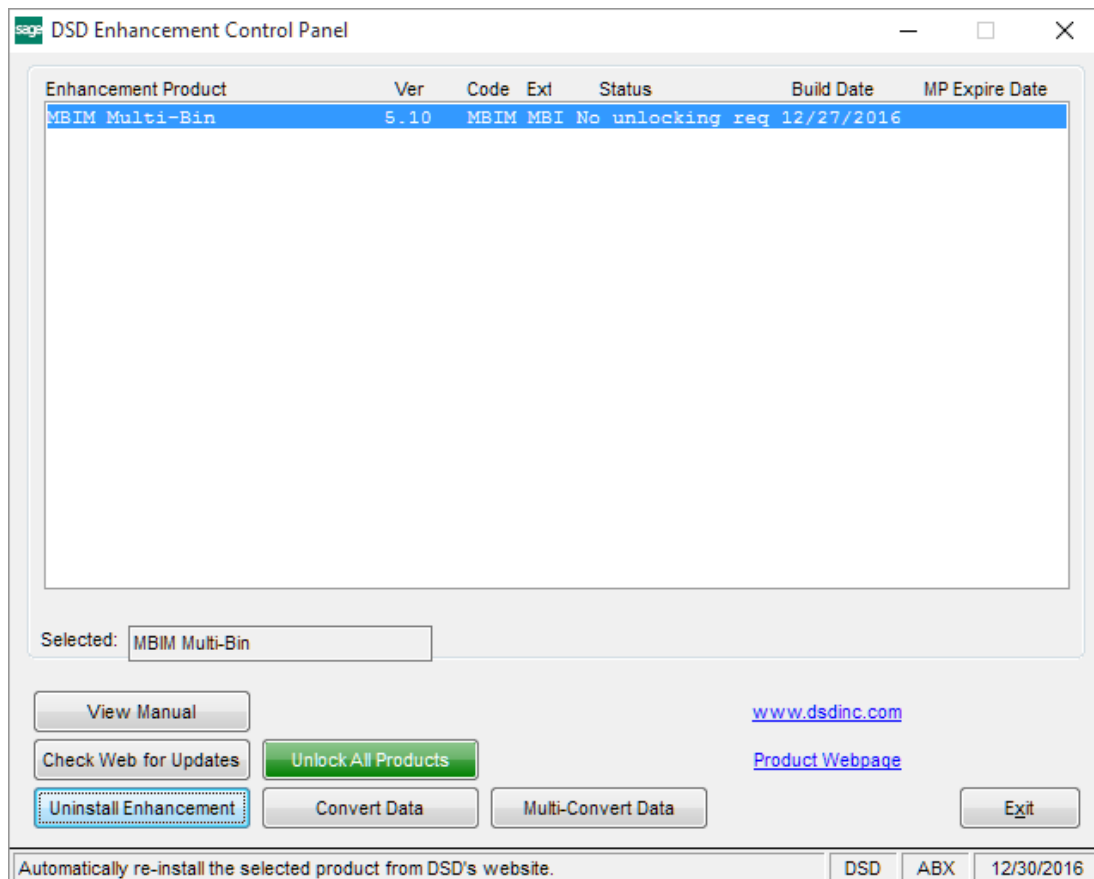 sage DSD Enhancement Control Panel
Enhancement Product Ver Code Ext Status Build Date MP Expire Date
MBIM Multi-Bin 5.10 MBIM MBI No unlocking req 12/27/2016
Selected: MBIM Multi-Bin
View Manual www.dsdinc.com
Check Web for Updates Unlock All Products Product Webpage
Uninstall Enhancement Convert Data Multi-Convert Data Exit
Automatically re-install the selected product from DSD's website. DSD ABX 12/30/2016